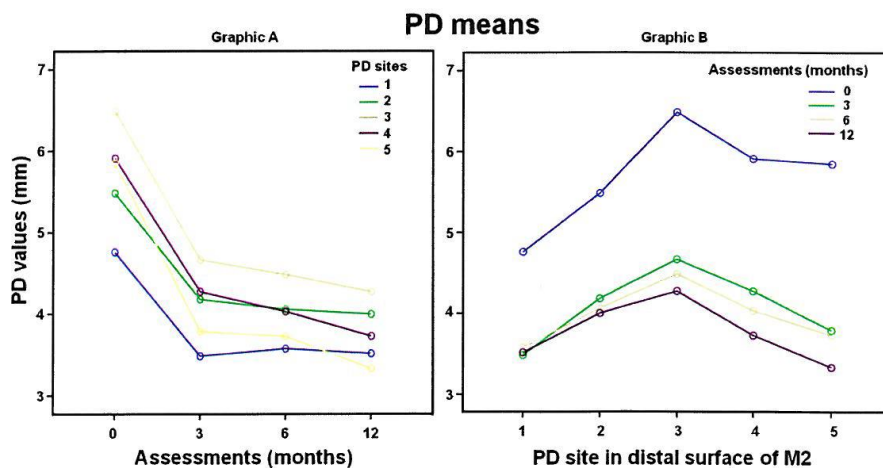 PD means
Graphic A
PD values (mm)
7
6
5
4
3
PD sites
1
2
3
4
5
0 3 6 12
Assessments (months)
Graphic B
7
6
5
4
3
Assessments (months)
0
3
6
12
1 2 3 4 5
PD site in distal surface of M2